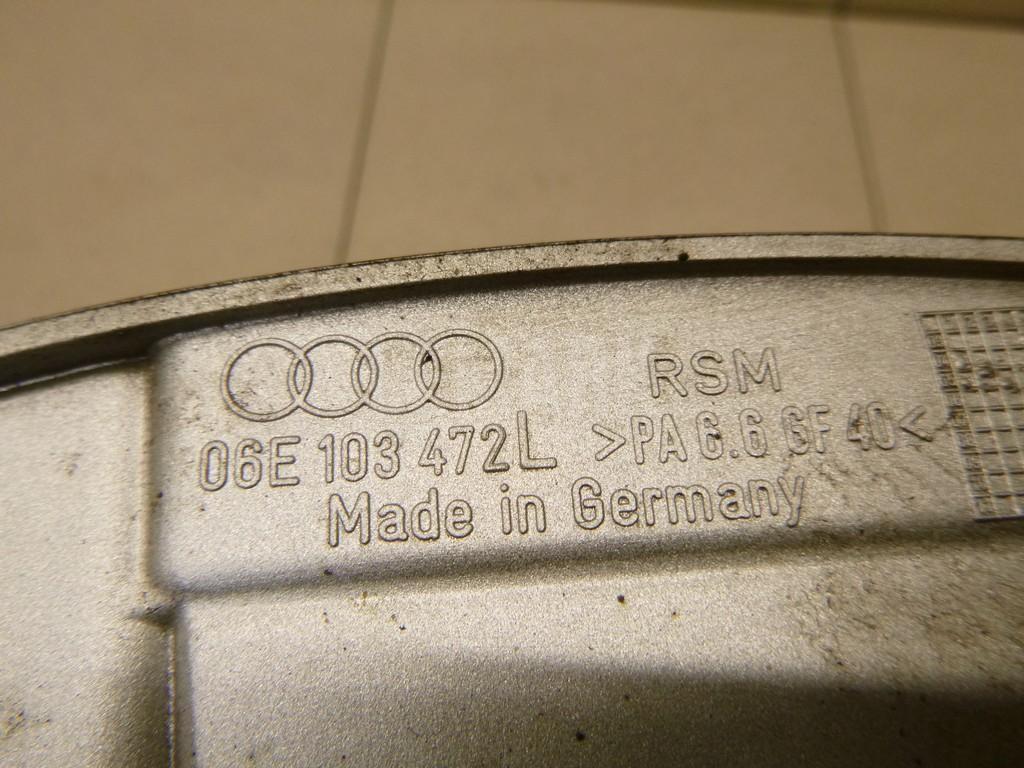 RSM
06E 103 472L >PA 6.6 GF 40<
Made in Germany